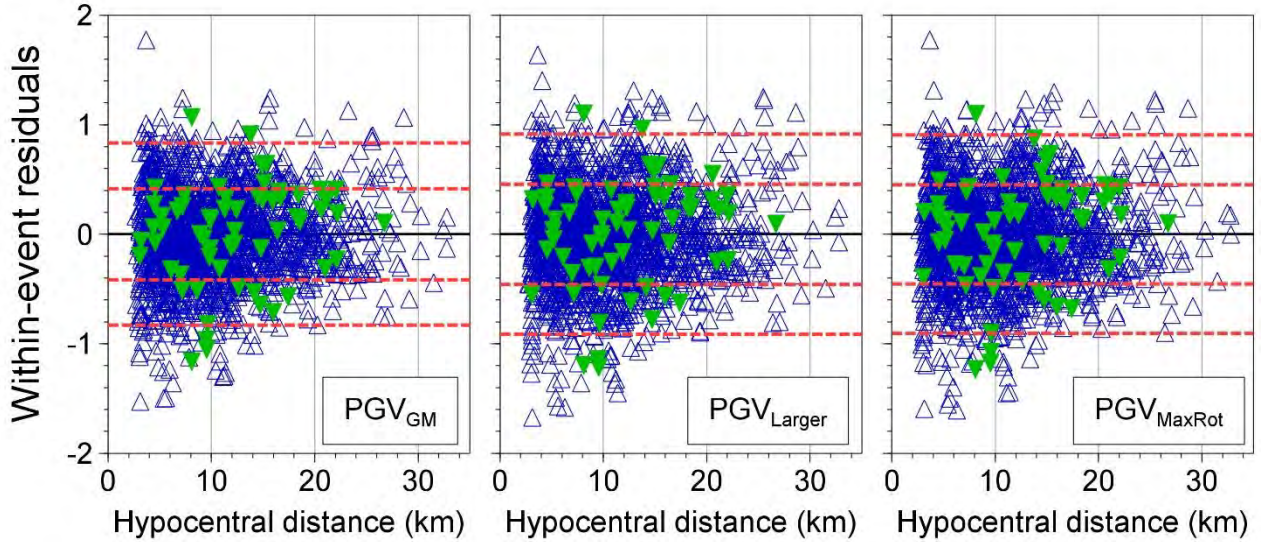 Within-event residuals
2
1
0
-1
-2
PGV_GM
PGV_Larger
PGV_MaxRot
0 10 20 30
0 10 20 30
0 10 20 30
Hypocentral distance (km)
Hypocentral distance (km)
Hypocentral distance (km)